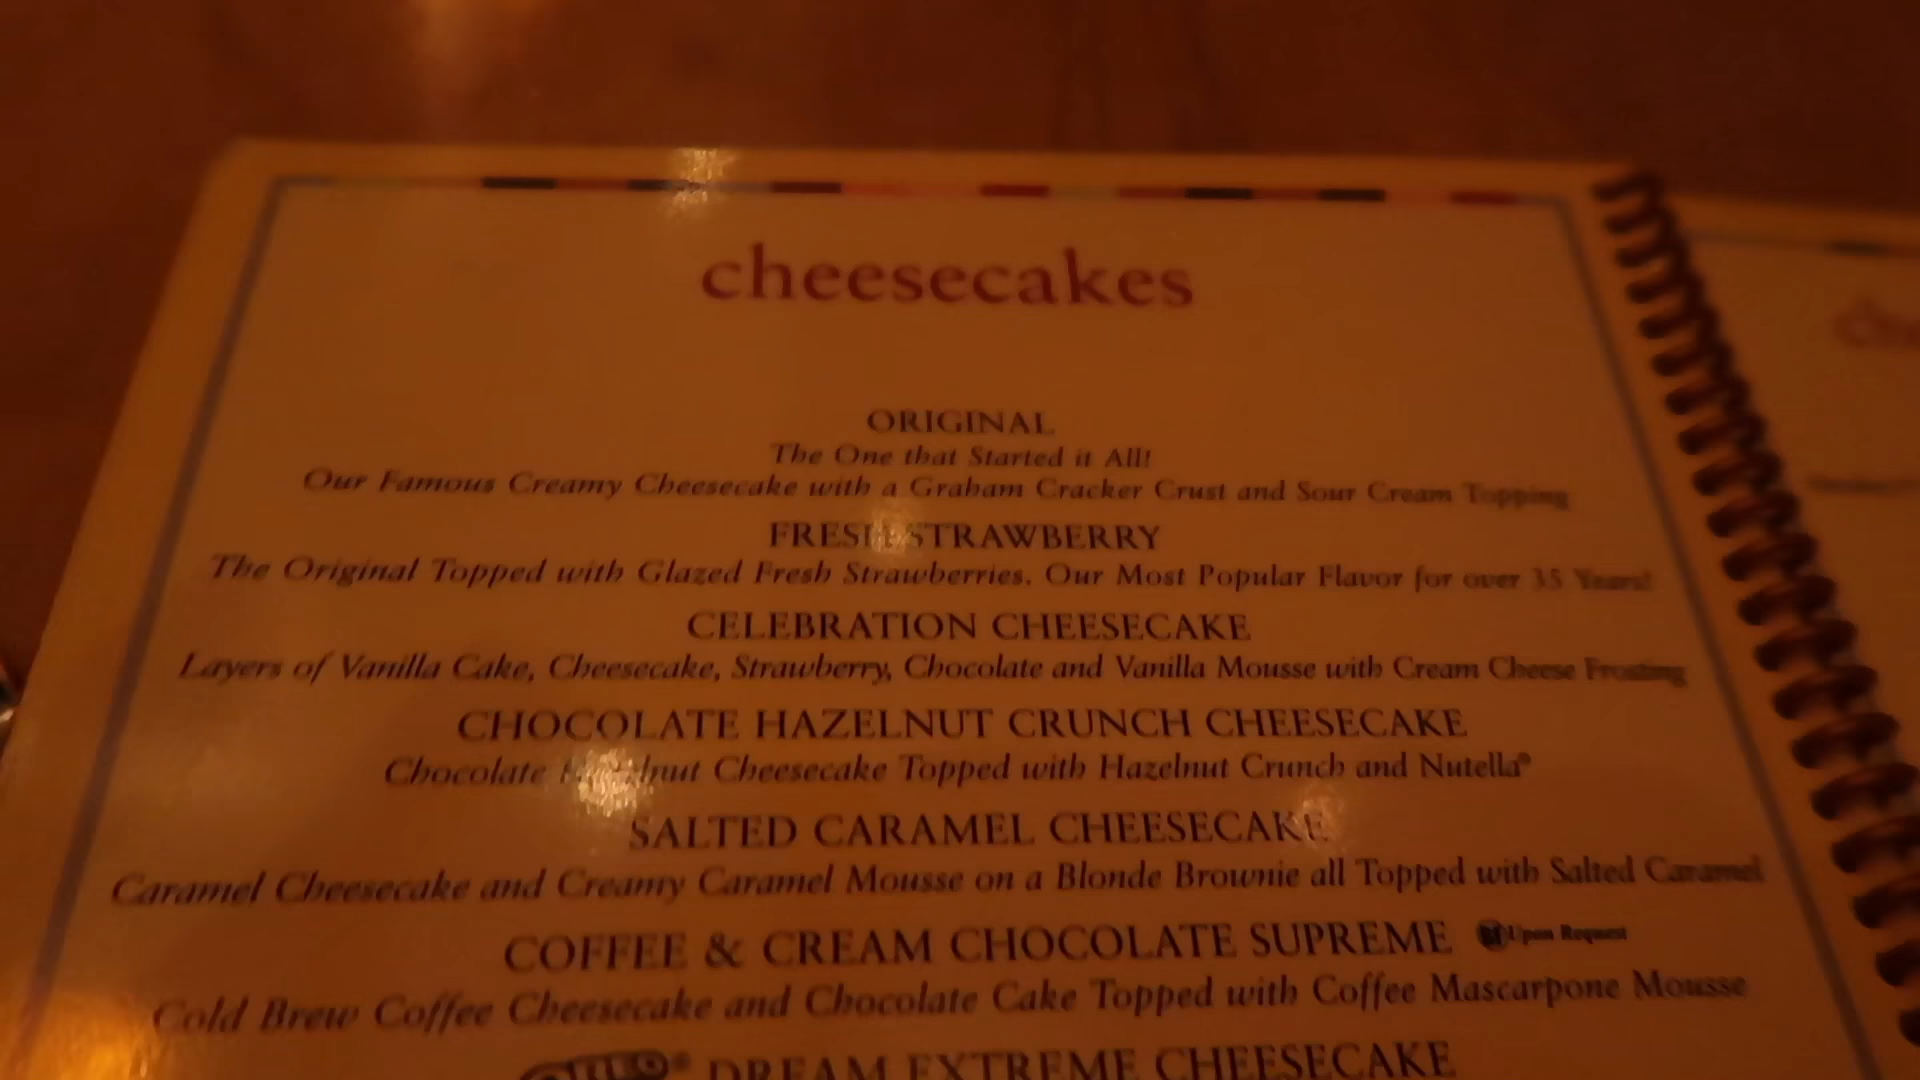 cheesecakes
ORIGINAL
The One that Started it All!
Our Famous Creamy Cheesecake with a Graham Cracker Crust and Sour Cream Topping
FRESH STRAWBERRY
The Original Topped with Glazed Fresh Strawberries. Our Most Popular Flavor for over 35 Years!
CELEBRATION CHEESECAKE
Layers of Vanilla Cake, Cheesecake, Strawberry, Chocolate and Vanilla Mousse with Cream Cheese Frosting
CHOCOLATE HAZELNUT CRUNCH CHEESECAKE
Chocolate Hazelnut Cheesecake Topped with Hazelnut Crunch and Nutella®
SALTED CARAMEL CHEESECAKE
Caramel Cheesecake and Creamy Caramel Mousse on a Blonde Brownie all Topped with Salted Caramel
COFFEE & CREAM CHOCOLATE SUPREME Upon Request
Cold Brew Coffee Cheesecake and Chocolate Cake Topped with Coffee Mascarpone Mousse
OREO® DREAM EXTREME CHEESECAKE